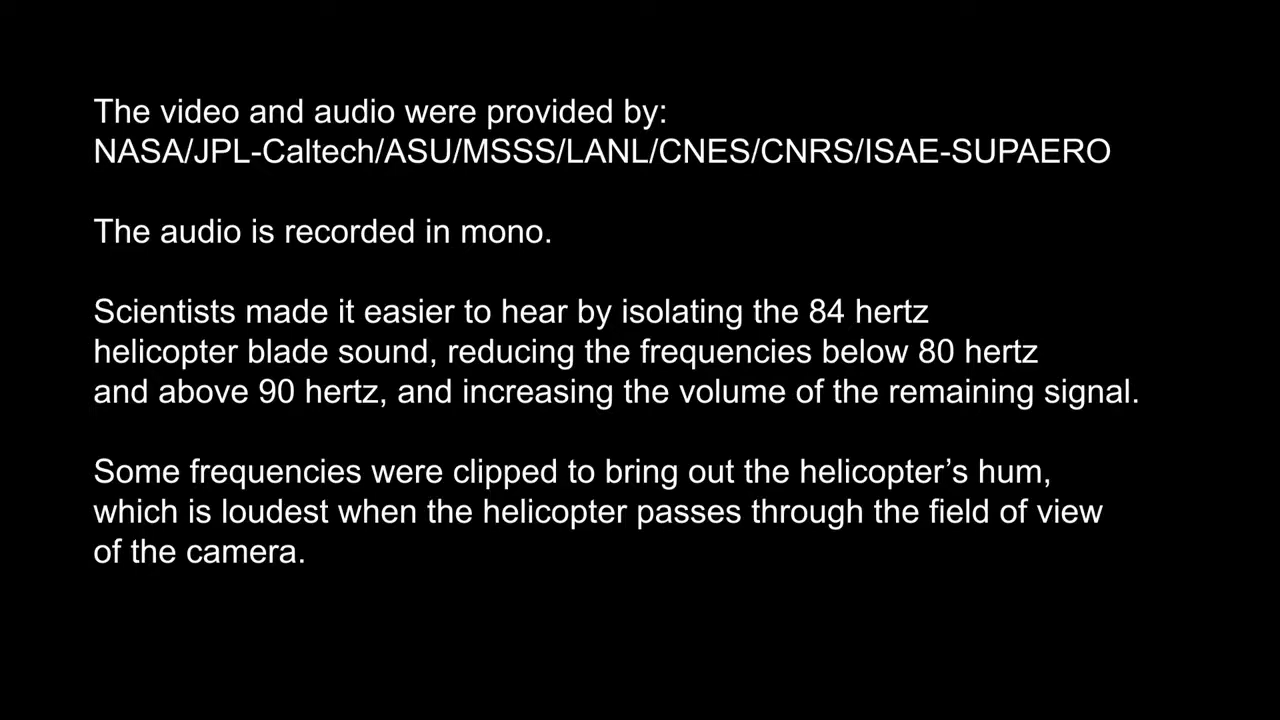 The video and audio were provided by:
NASA/JPL-Caltech/ASU/MSSS/LANL/CNES/CNRS/ISAE-SUPAERO
The audio is recorded in mono.
Scientists made it easier to hear by isolating the 84 hertz
helicopter blade sound, reducing the frequencies below 80 hertz
and above 90 hertz, and increasing the volume of the remaining signal.
Some frequencies were clipped to bring out the helicopter’s hum,
which is loudest when the helicopter passes through the field of view
of the camera.